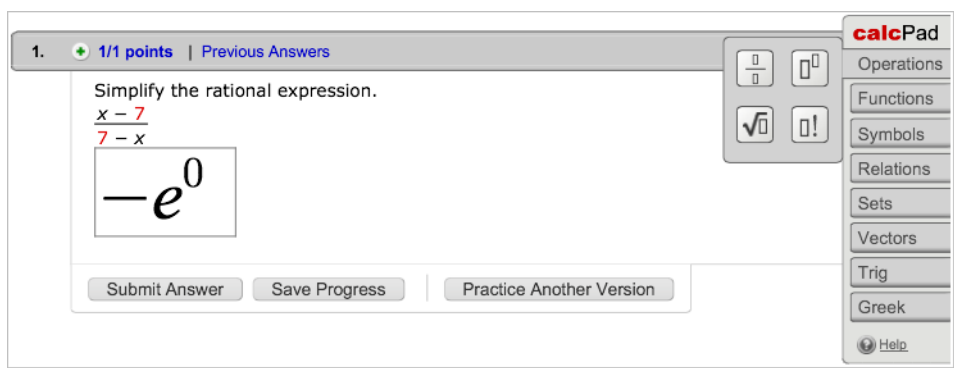 1. 1/1 points | Previous Answers
Simplify the rational expression.
x − 7
7 − x
−e⁰
▯/▯ ▯^▯
√▯ ▯!
calcPad
Operations
Functions
Symbols
Relations
Sets
Vectors
Trig
Greek
Help
Submit Answer Save Progress Practice Another Version